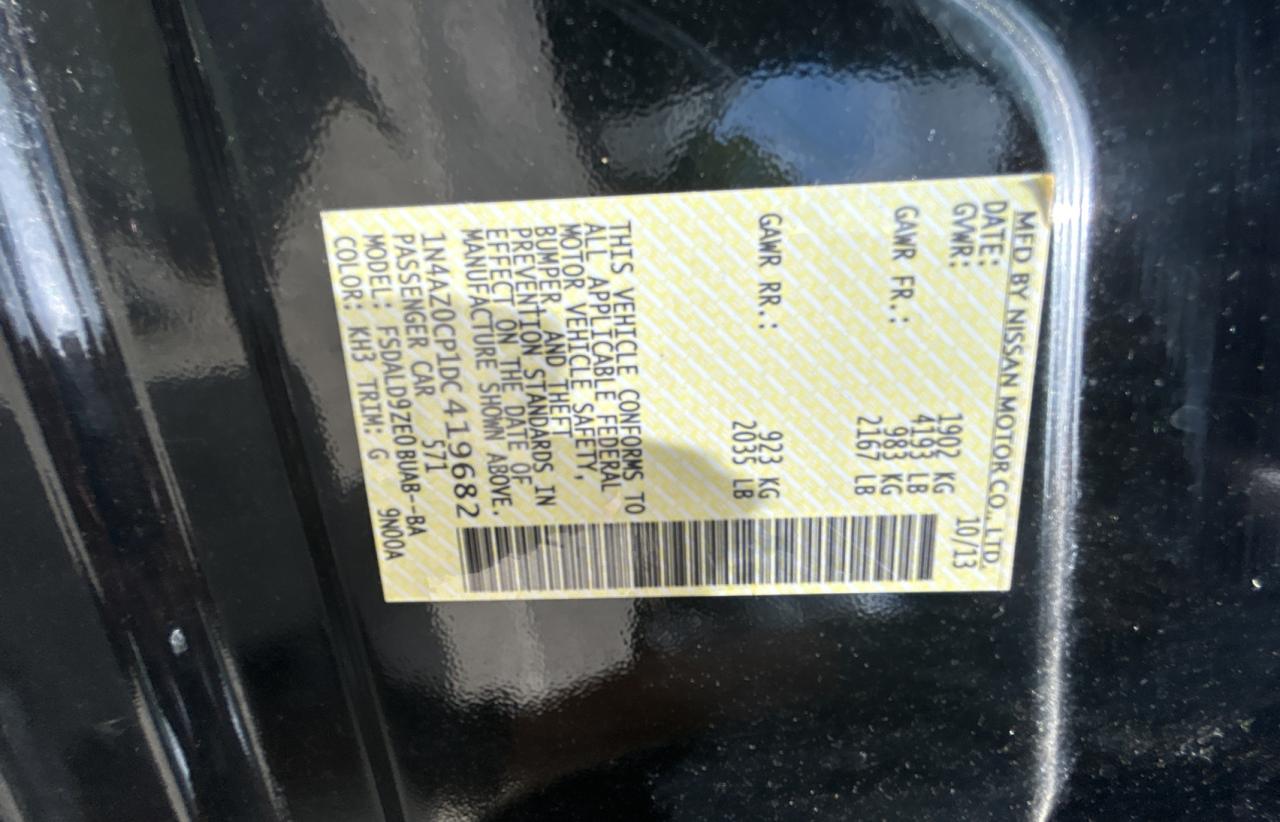 MFD BY NISSAN MOTOR CO., LTD.
DATE: 10/13
GVWR: 1902 KG
4193 LB
GAWR FR.: 983 KG
2167 LB
GAWR RR.: 923 KG
2035 LB
THIS VEHICLE CONFORMS TO
ALL APPLICABLE FEDERAL
MOTOR VEHICLE SAFETY,
BUMPER AND THEFT
PREVENTION STANDARDS IN
EFFECT ON THE DATE OF
MANUFACTURE SHOWN ABOVE.
1N4AZ0CP1DC 419682
PASSENGER CAR 571
MODEL: FSDALD9ZE0BUAB--BA
COLOR: KH3 TRIM: G 9N00A